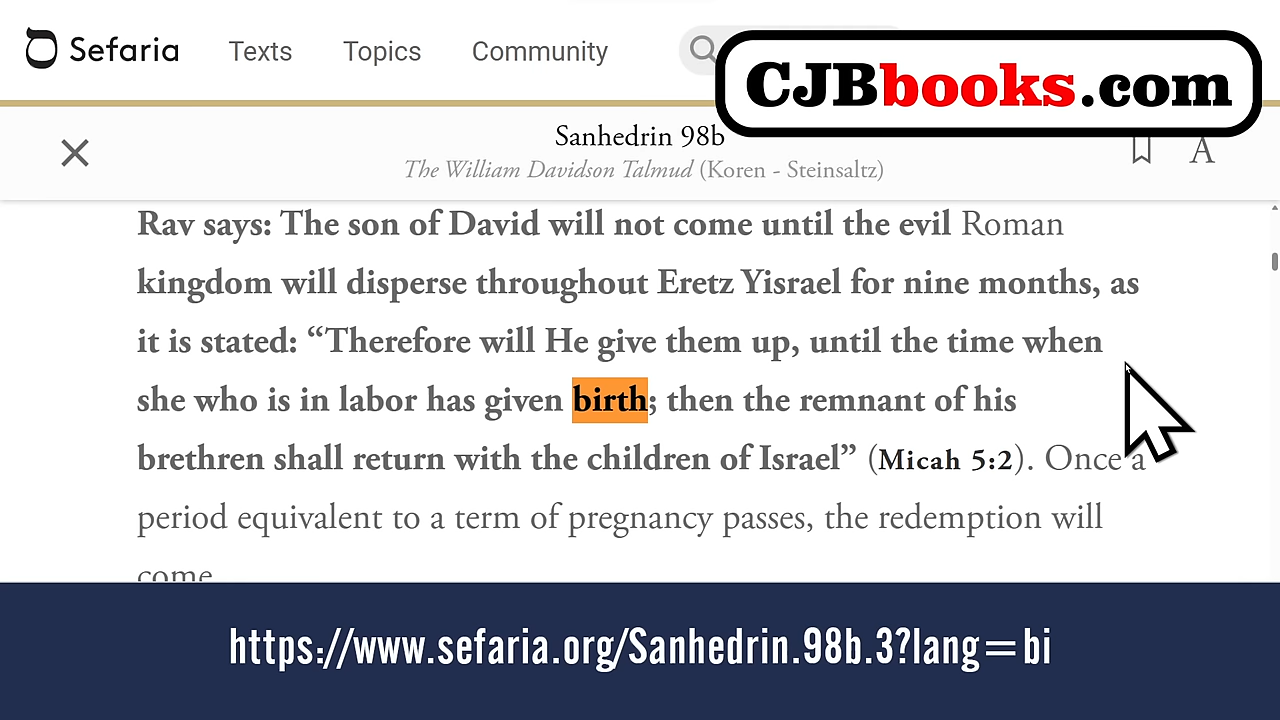 Sefaria
Texts
Topics
Community
CJBbooks.com
Sanhedrin 98b
The William Davidson Talmud (Koren - Steinsaltz)
A
Rav says: The son of David will not come until the evil Roman
kingdom will disperse throughout Eretz Yisrael for nine months, as
it is stated: “Therefore will He give them up, until the time when
she who is in labor has given birth; then the remnant of his
brethren shall return with the children of Israel” (Micah 5:2). Once a
period equivalent to a term of pregnancy passes, the redemption will
come
https://www.sefaria.org/Sanhedrin.98b.3?lang=bi